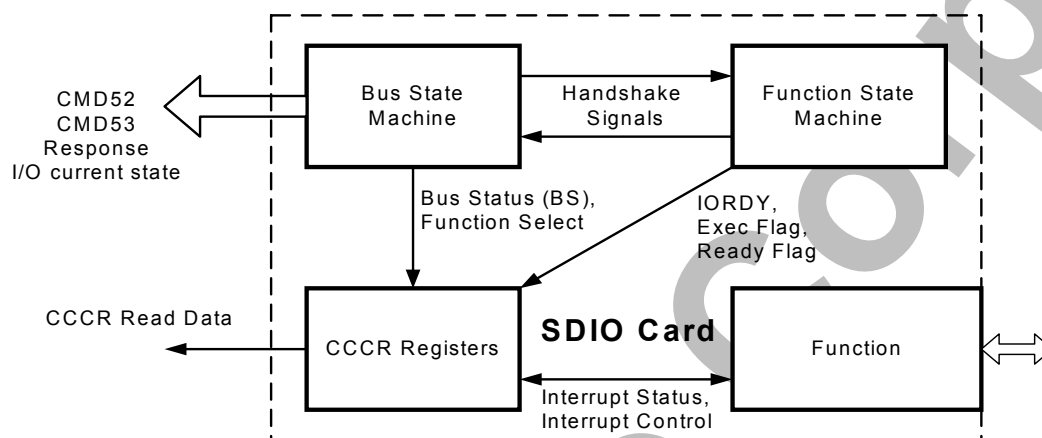 CMD52
CMD53
Response
I/O current state
Bus State
Machine
Handshake
Signals
Function State
Machine
Bus Status (BS),
Function Select
IORDY,
Exec Flag,
Ready Flag
CCCR Read Data
CCCR Registers
SDIO Card
Function
Interrupt Status,
Interrupt Control